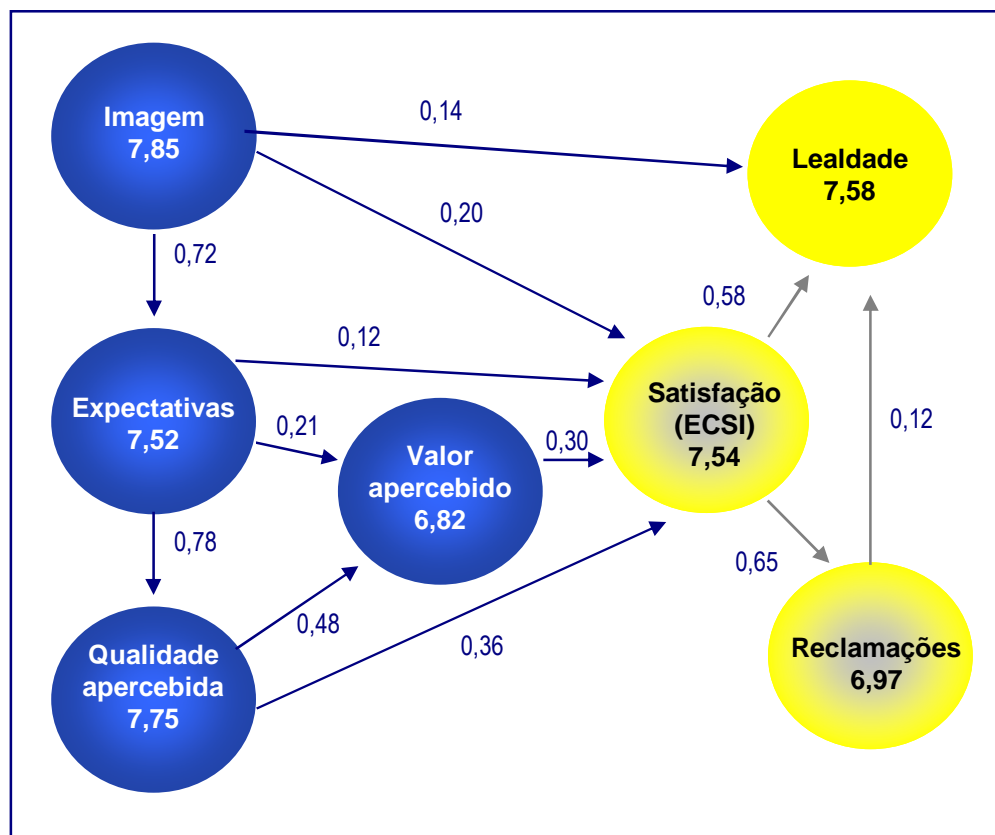 Imagem
7,85
0,14
Lealdade
7,58
0,20
0,72
0,58
0,12
Expectativas
7,52
0,21
Valor
apercebido
6,82
0,30
Satisfação
(ECSI)
7,54
0,12
0,78
0,48
0,36
0,65
Qualidade
apercebida
7,75
Reclamações
6,97